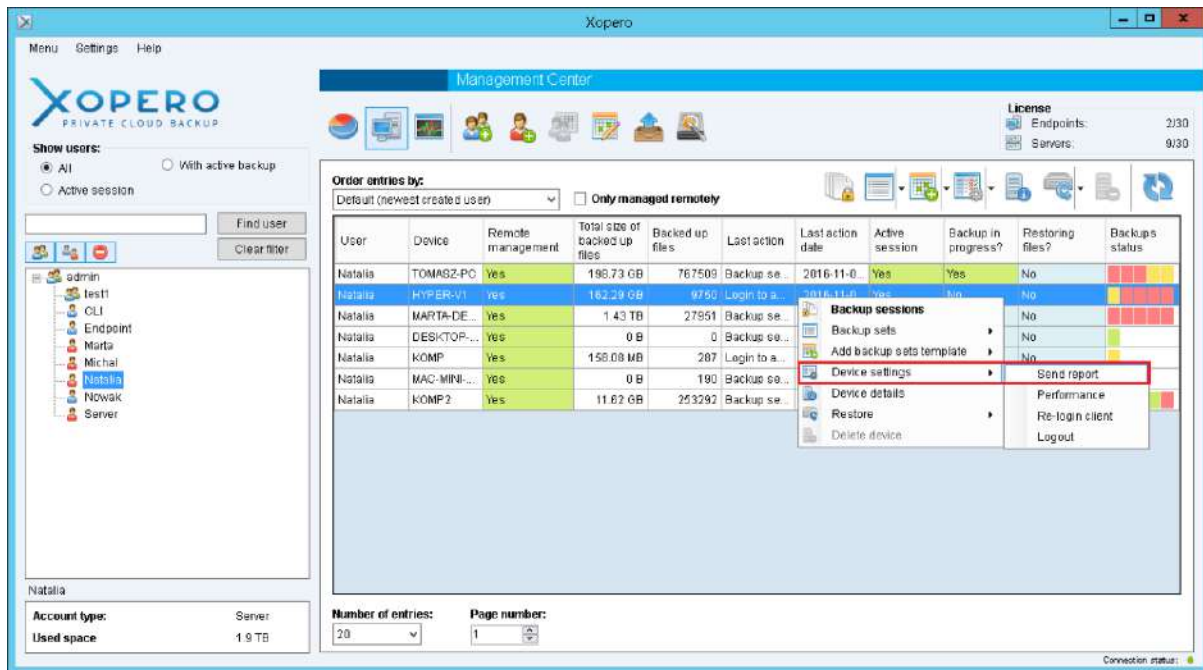 Xopero
Menu Settings Help
XOPERO
PRIVATE CLOUD BACKUP
Show users:
All
With active backup
Active session
Find user
Clear filter
admin
test1
CLI
Endpoint
Marta
Michal
Natalia
Nowak
Server
Natalia
Account type: Server
Used space 1.9 TB
Management Center
License
Endpoints: 2/30
Servers: 9/30
Order entries by:
Default (newest created user)
Only managed remotely
User Device Remote management Total size of backed up files Backed up files Last action Last action date Active session Backup in progress? Restoring files? Backups status
Natalia TOMASZ-PC Yes 198.73 GB 767509 Backup se... 2016-11-0... Yes Yes No
Natalia HYPER-V1 Yes 162.29 GB 9760 Login to a... 2016-11-0... Yes No No
Natalia MARTA-DE... Yes 1.43 TB 27951 Backup se... No
Natalia DESKTOP-... Yes 0 B 0 Backup se... No
Natalia KOMP Yes 158.08 MB 287 Login to a... No
Natalia MAC-MINI-... Yes 0 B 190 Backup se...
Natalia KOMP2 Yes 11.62 GB 253292 Backup se...
Backup sessions
Backup sets
Add backup sets template
Device settings
Device details
Restore
Delete device
Send report
Performance
Re-login client
Logout
Number of entries:
20
Page number:
1
Connection status: